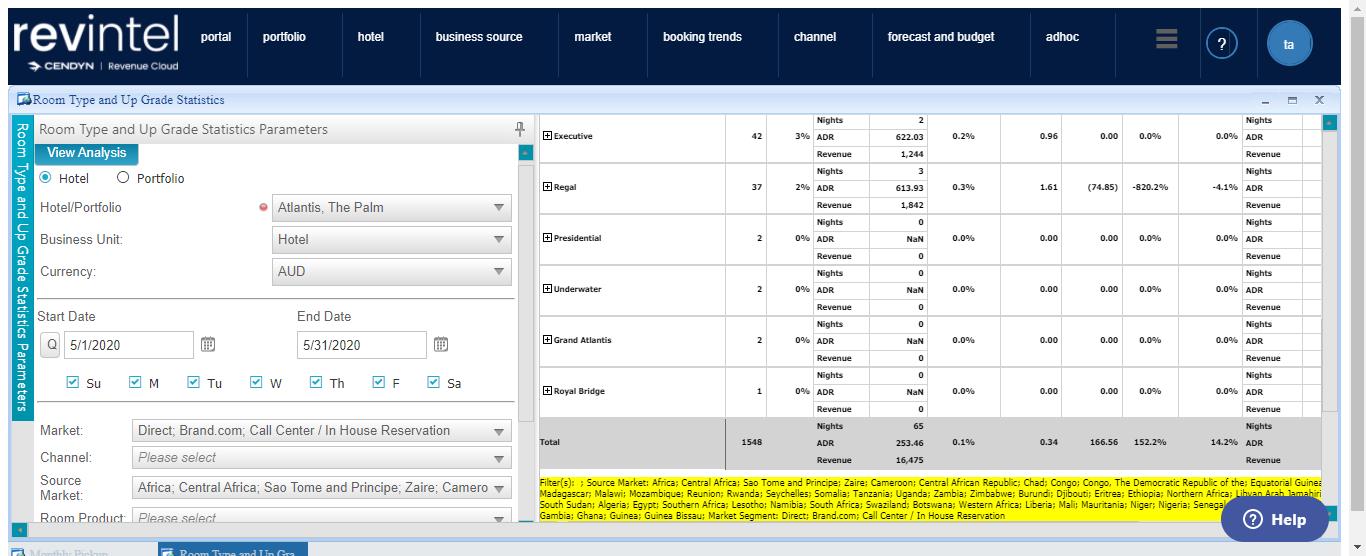 revintel
CENDYN | Revenue Cloud
portal portfolio hotel business source market booking trends channel forecast and budget adhoc ? ta
Room Type and Up Grade Statistics
Room Type and Up Grade Statistics Parameters
Room Type and Up Grade Statistics Parameters
View Analysis
Hotel Portfolio
Hotel/Portfolio Atlantis, The Palm
Business Unit: Hotel
Currency: AUD
Start Date End Date
Q 5/1/2020 5/31/2020
Su M Tu W Th F Sa
Market: Direct; Brand.com; Call Center / In House Reservation
Channel: Please select
Source Market: Africa; Central Africa; Sao Tome and Principe; Zaire; Camero
Room Product: Please select
Nights 2 Nights
Executive 42 3% ADR 622.03 0.2% 0.96 0.00 0.0% 0.0% ADR
Revenue 1,244 Revenue
Nights 3 Nights
Regal 37 2% ADR 613.93 0.3% 1.61 (74.85) -820.2% -4.1% ADR
Revenue 1,842 Revenue
Nights 0 Nights
Presidential 2 0% ADR NaN 0.0% 0.00 0.00 0.0% 0.0% ADR
Revenue 0 Revenue
Nights 0 Nights
Underwater 2 0% ADR NaN 0.0% 0.00 0.00 0.0% 0.0% ADR
Revenue 0 Revenue
Nights 0 Nights
Grand Atlantis 2 0% ADR NaN 0.0% 0.00 0.00 0.0% 0.0% ADR
Revenue 0 Revenue
Nights 0 Nights
Royal Bridge 1 0% ADR NaN 0.0% 0.00 0.00 0.0% 0.0% ADR
Revenue 0 Revenue
Nights 65 Nights
Total 1548 ADR 253.46 0.1% 0.34 166.56 152.2% 14.2% ADR
Revenue 16,475 Revenue
Filter(s): ; Source Market: Africa; Central Africa; Sao Tome and Principe; Zaire; Cameroon; Central African Republic; Chad; Congo; Congo, The Democratic Republic of the; Equatorial Guinea
Madagascar; Malawi; Mozambique; Reunion; Rwanda; Seychelles; Somalia; Tanzania; Uganda; Zambia; Zimbabwe; Burundi; Djibouti; Eritrea; Ethiopia; Northern Africa; Libyan Arab Jamahiri
South Sudan; Algeria; Egypt; Southern Africa; Lesotho; Namibia; South Africa; Swaziland; Botswana; Western Africa; Liberia; Mali; Mauritania; Niger; Nigeria; Senegal
Gambia; Ghana; Guinea; Guinea Bissau; Market Segment: Direct; Brand.com; Call Center / In House Reservation
? Help
Monthly Pickup Room Type and Up Gra